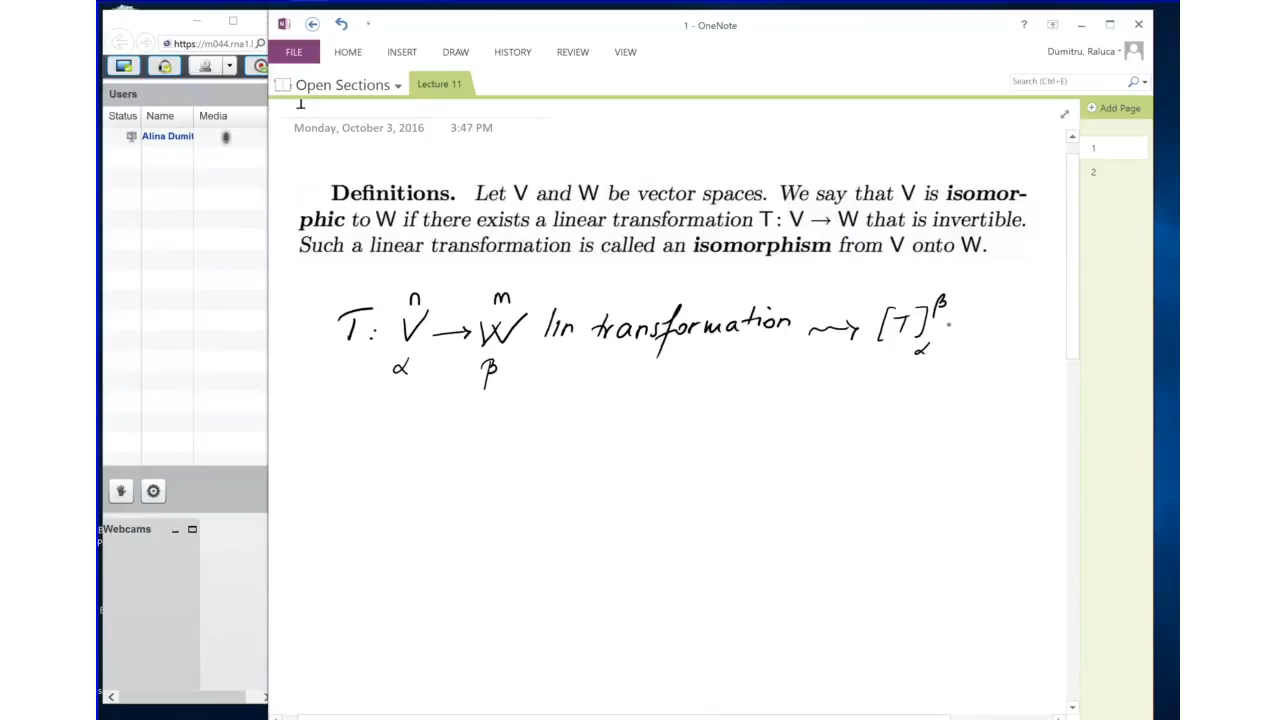 1 - OneNote
https://m044.rna1.
Dumitru, Raluca
FILE HOME INSERT DRAW HISTORY REVIEW VIEW
Open Sections Lecture 11
Search (Ctrl+E)
Users
Status Name Media
Alina Dumit
Add Page
1
2
Monday, October 3, 2016 3:47 PM
Definitions. Let V and W be vector spaces. We say that V is isomor-
phic to W if there exists a linear transformation T: V → W that is invertible.
Such a linear transformation is called an isomorphism from V onto W.
n m
T: V → W lin transformation ⇝ [T]^β_α
α β
Webcams